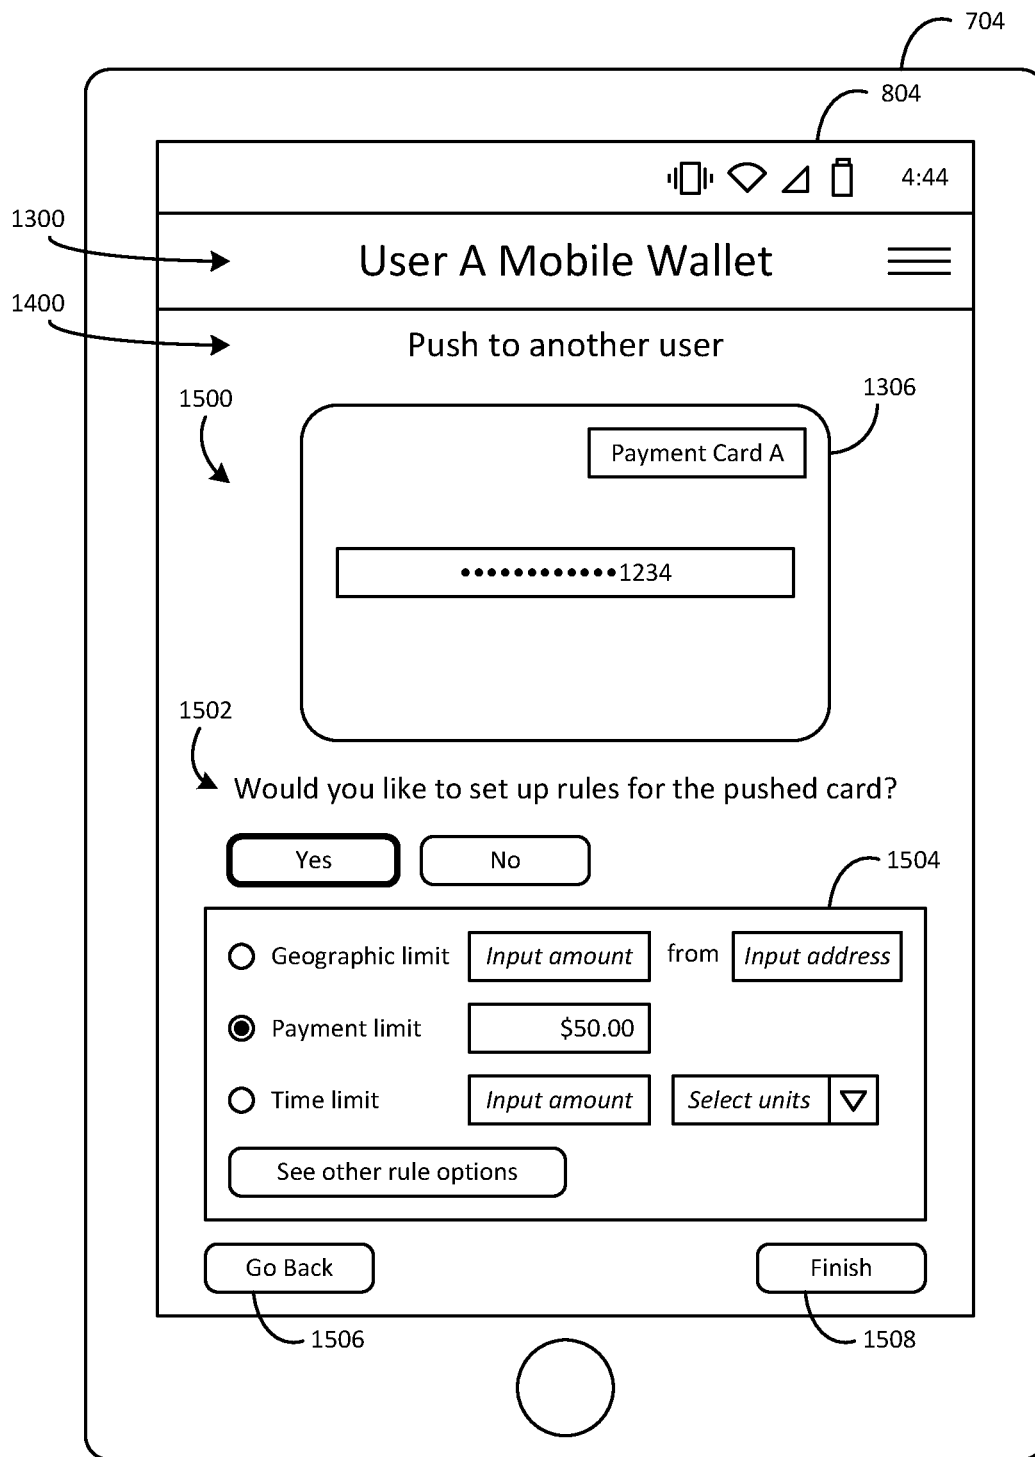 704
804
4:44
1300
User A Mobile Wallet
1400
Push to another user
1500
1306
Payment Card A
••••••••••••1234
1502
Would you like to set up rules for the pushed card?
Yes No
1504
Geographic limit Input amount from Input address
Payment limit $50.00
Time limit Input amount Select units
See other rule options
Go Back Finish
1506 1508